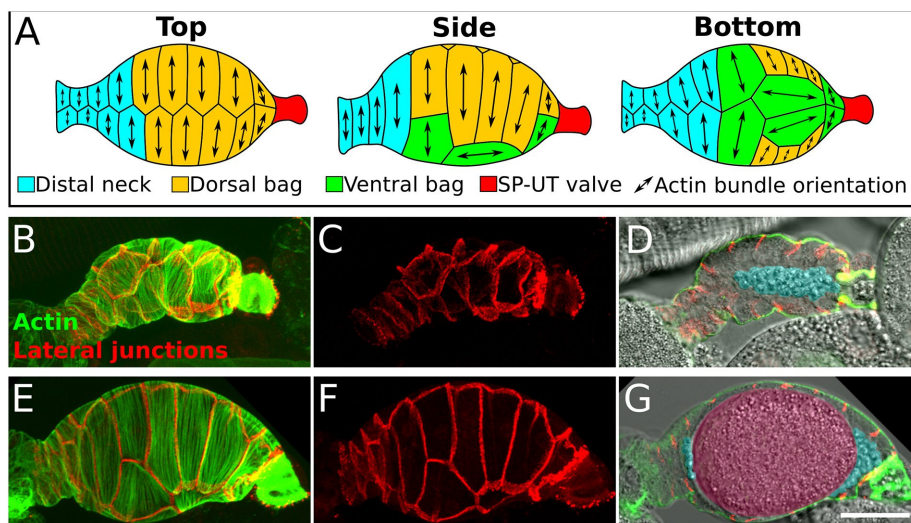 A
Top
Side
Bottom
Distal neck
Dorsal bag
Ventral bag
SP-UT valve
Actin bundle orientation
B
C
D
Actin
Lateral junctions
E
F
G